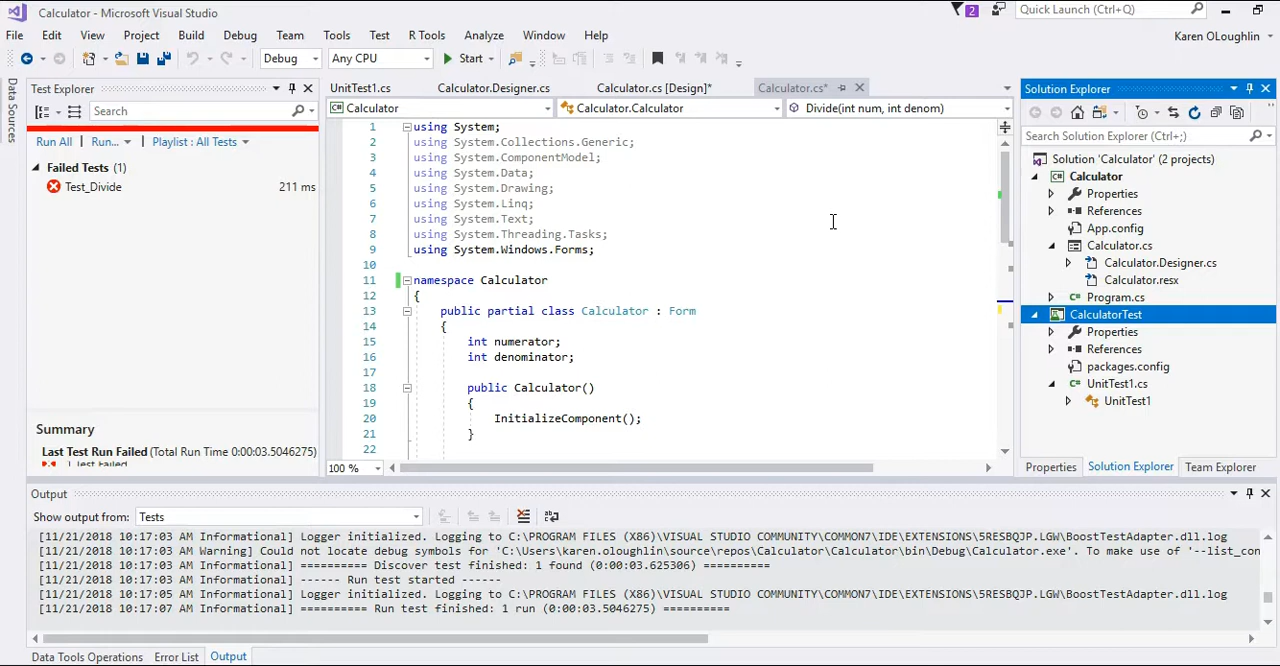 Calculator - Microsoft Visual Studio
2
Quick Launch (Ctrl+Q)
File Edit View Project Build Debug Team Tools Test R Tools Analyze Window Help
Karen OLoughlin
Debug Any CPU Start
Data Sources
Test Explorer
Search
Run All Run... Playlist : All Tests
Failed Tests (1)
Test_Divide 211 ms
Summary
Last Test Run Failed (Total Run Time 0:00:03.5046275)
1 Test Failed
UnitTest1.cs Calculator.Designer.cs Calculator.cs [Design]* Calculator.cs*
Calculator Calculator.Calculator Divide(int num, int denom)
1 using System;
2 using System.Collections.Generic;
3 using System.ComponentModel;
4 using System.Data;
5 using System.Drawing;
6 using System.Linq;
7 using System.Text;
8 using System.Threading.Tasks;
9 using System.Windows.Forms;
10
11 namespace Calculator
12 {
13 public partial class Calculator : Form
14 {
15 int numerator;
16 int denominator;
17
18 public Calculator()
19 {
20 InitializeComponent();
21 }
22
100 %
Solution Explorer
Search Solution Explorer (Ctrl+;)
Solution 'Calculator' (2 projects)
Calculator
Properties
References
App.config
Calculator.cs
Calculator.Designer.cs
Calculator.resx
Program.cs
CalculatorTest
Properties
References
packages.config
UnitTest1.cs
UnitTest1
Properties Solution Explorer Team Explorer
Output
Show output from: Tests
[11/21/2018 10:17:03 AM Informational] Logger initialized. Logging to C:\PROGRAM FILES (X86)\VISUAL STUDIO COMMUNITY\COMMON7\IDE\EXTENSIONS\5RESBQJP.LGW\BoostTestAdapter.dll.log
[11/21/2018 10:17:03 AM Warning] Could not locate debug symbols for 'C:\Users\karen.oloughlin\source\repos\Calculator\Calculator\bin\Debug\Calculator.exe'. To make use of '--list_con
[11/21/2018 10:17:03 AM Informational] ========== Discover test finished: 1 found (0:00:03.625306) ==========
[11/21/2018 10:17:03 AM Informational] ------ Run test started ------
[11/21/2018 10:17:05 AM Informational] Logger initialized. Logging to C:\PROGRAM FILES (X86)\VISUAL STUDIO COMMUNITY\COMMON7\IDE\EXTENSIONS\5RESBQJP.LGW\BoostTestAdapter.dll.log
[11/21/2018 10:17:07 AM Informational] ========== Run test finished: 1 run (0:00:03.5046275) ==========
Data Tools Operations Error List Output